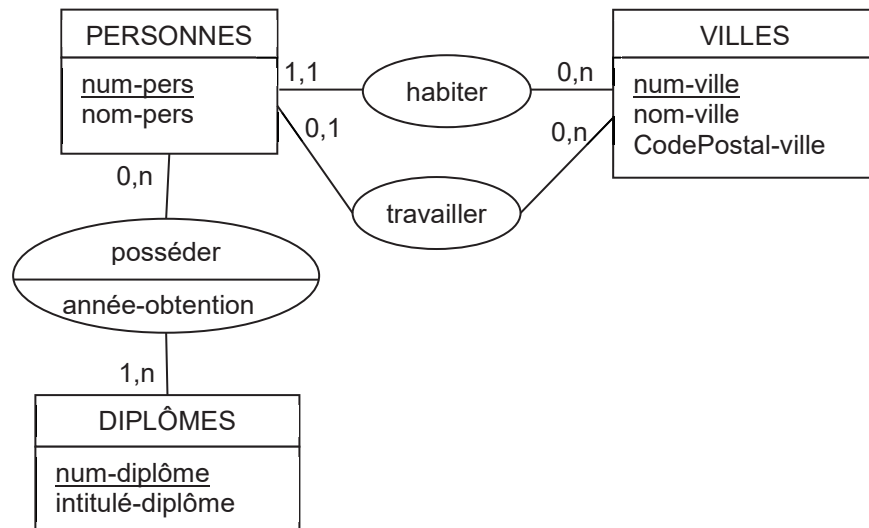 PERSONNES
num-pers
nom-pers
1,1
habiter
0,n
VILLES
num-ville
nom-ville
CodePostal-ville
0,1
travailler
0,n
0,n
posséder
année-obtention
1,n
DIPLÔMES
num-diplôme
intitulé-diplôme